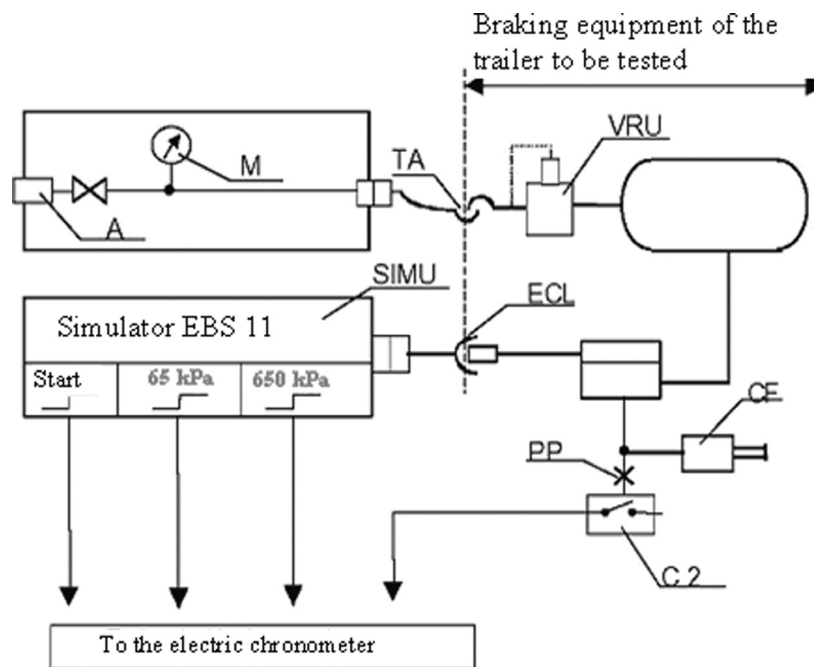 Braking equipment of the
trailer to be tested
VRU
TA
M
A
SIMU
ECL
Simulator EBS 11
Start
65 kPa
650 kPa
CF
PP
C 2
To the electric chronometer